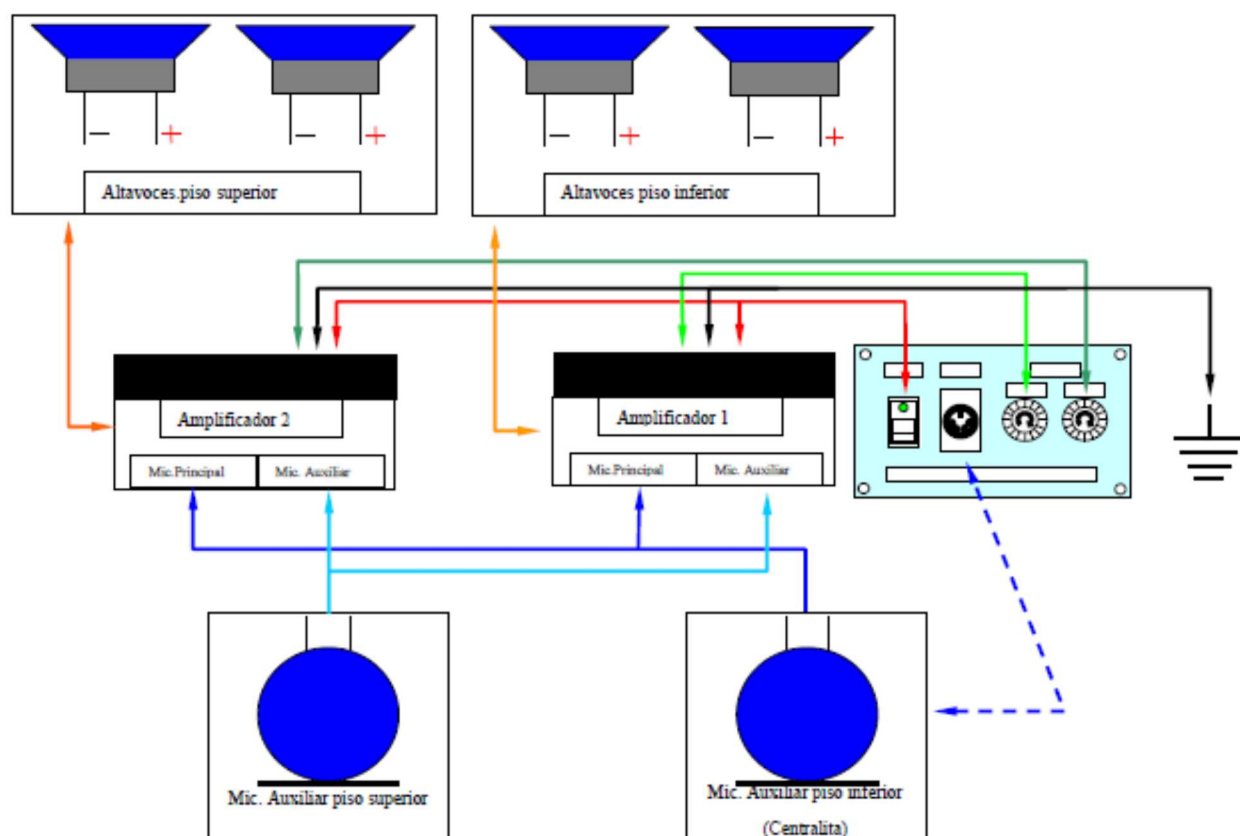 − + − +
− + − +
Altavoces.piso superior
Altavoces piso inferior
Amplificador 2
Amplificador 1
Mic.Principal
Mic. Auxiliar
Mic.Principal
Mic. Auxiliar
Mic. Auxiliar piso superior
Mic. Auxiliar piso inferior
(Centralita)